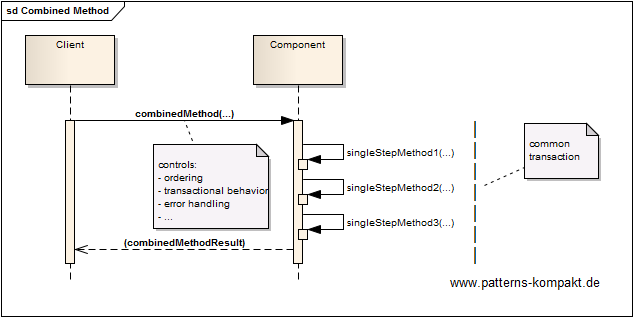 sd Combined Method
Client
Component
combinedMethod(...)
controls:
- ordering
- transactional behavior
- error handling
- ...
singleStepMethod1(...)
singleStepMethod2(...)
singleStepMethod3(...)
common
transaction
(combinedMethodResult)
www.patterns-kompakt.de